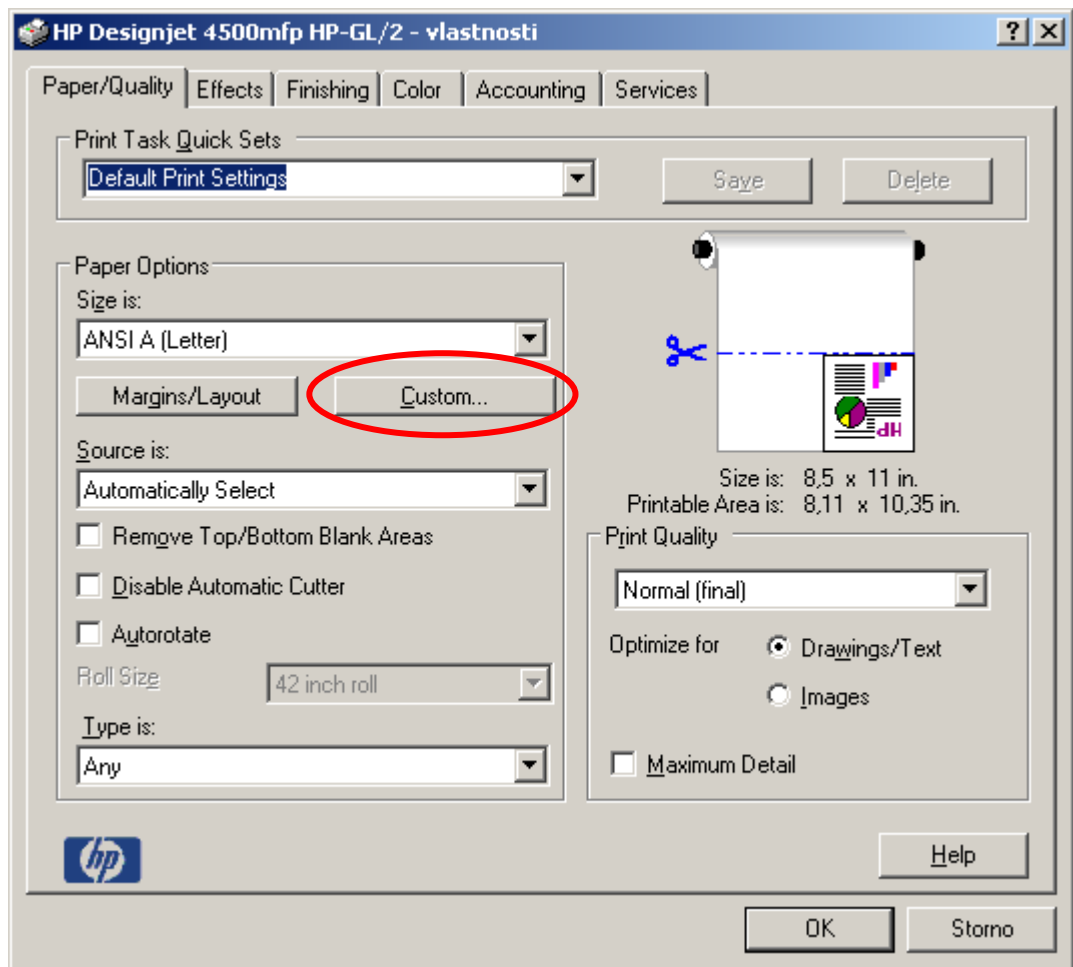 HP Designjet 4500mfp HP-GL/2 - vlastnosti
Paper/Quality Effects Finishing Color Accounting Services
Print Task Quick Sets
Default Print Settings Save Delete
Paper Options
Size is:
ANSI A (Letter)
Margins/Layout Custom...
Source is:
Automatically Select
Remove Top/Bottom Blank Areas
Disable Automatic Cutter
Autorotate
Roll Size 42 inch roll
Type is:
Any
HP
Size is: 8,5 x 11 in.
Printable Area is: 8,11 x 10,35 in.
Print Quality
Normal (final)
Optimize for Drawings/Text
Images
Maximum Detail
hp
Help
OK Storno